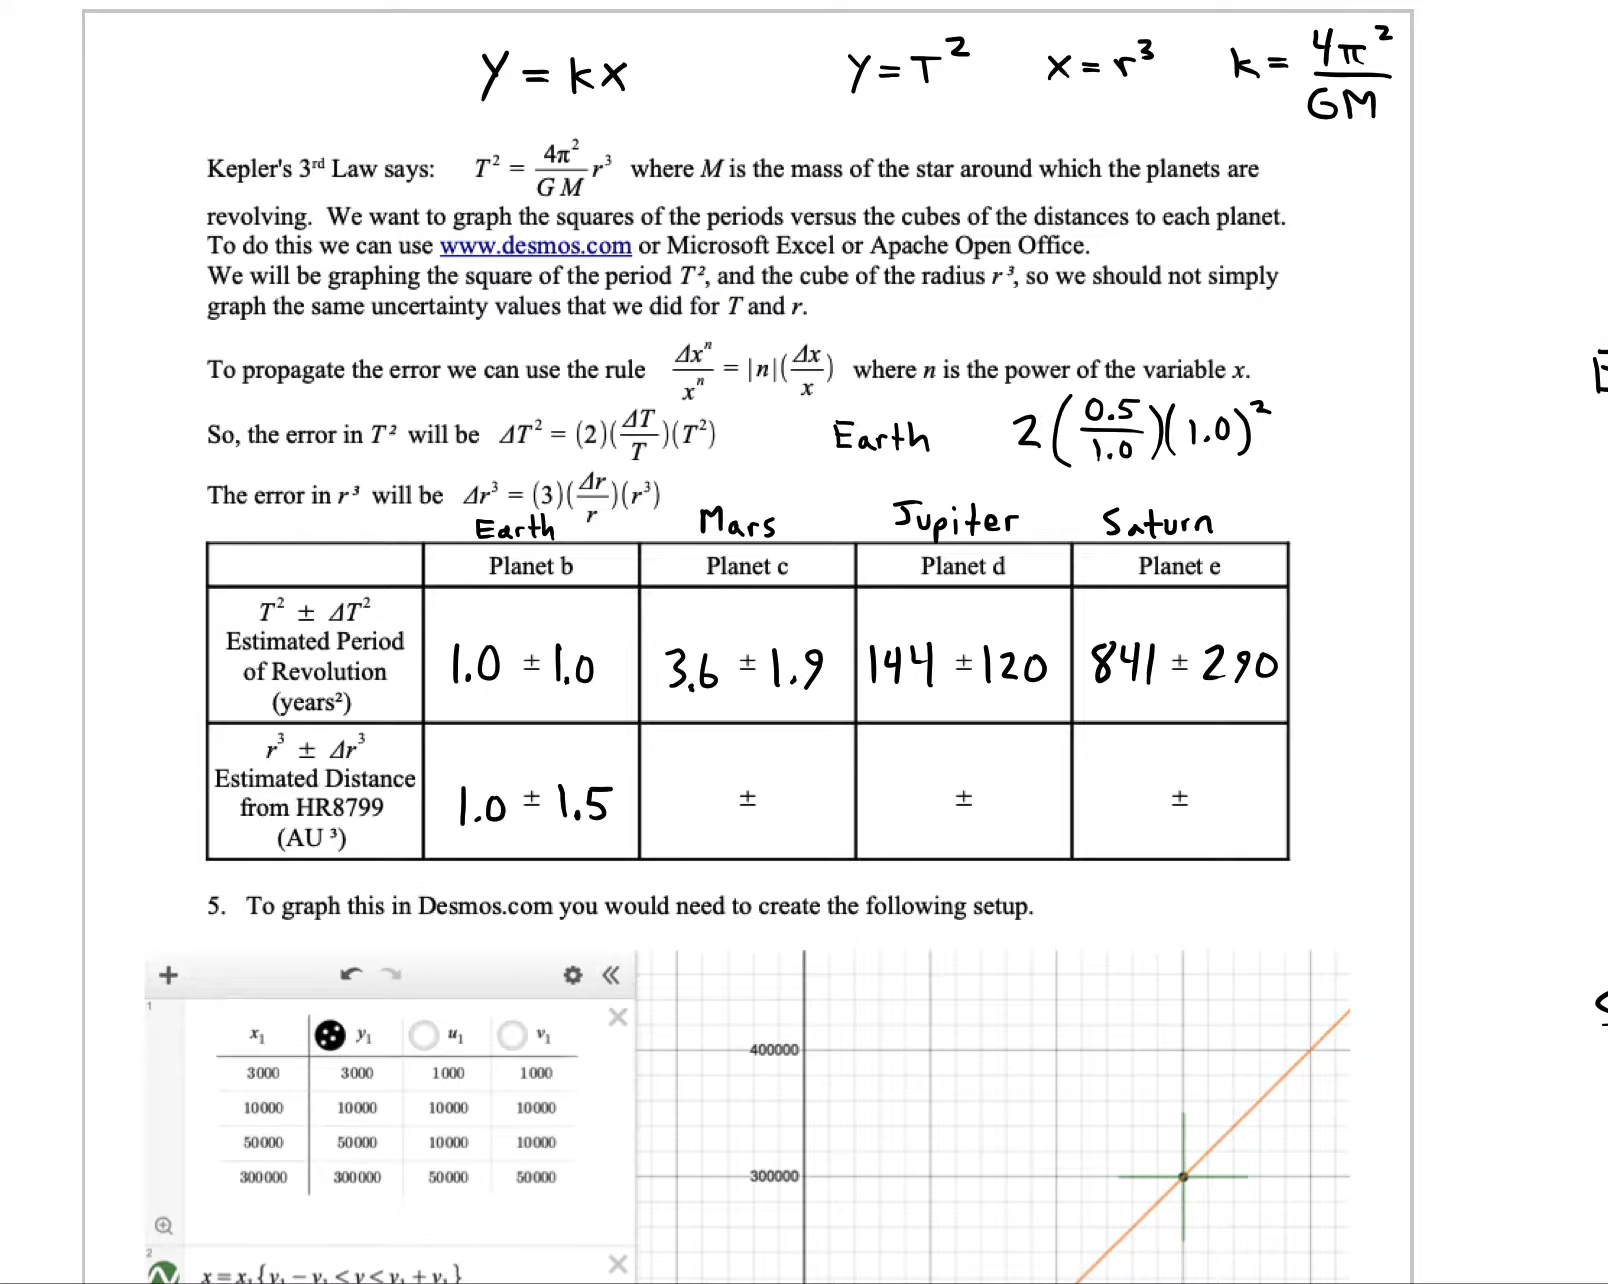 y = kx y = T² x = r³ k = 4π²/GM
Kepler's 3rd Law says: T² = 4π²/GM r³ where M is the mass of the star around which the planets are
revolving. We want to graph the squares of the periods versus the cubes of the distances to each planet.
To do this we can use www.desmos.com or Microsoft Excel or Apache Open Office.
We will be graphing the square of the period T², and the cube of the radius r³, so we should not simply
graph the same uncertainty values that we did for T and r.
To propagate the error we can use the rule Δxⁿ/xⁿ = |n|(Δx/x) where n is the power of the variable x.
So, the error in T² will be ΔT² = (2)(ΔT/T)(T²) Earth 2(0.5/1.0)(1.0)²
The error in r³ will be Δr³ = (3)(Δr/r)(r³)
Earth Mars Jupiter Saturn
Planet b Planet c Planet d Planet e
T² ± ΔT²
Estimated Period
of Revolution
(years²)
1.0 ± 1.0 3.6 ± 1.9 144 ± 120 841 ± 290
r³ ± Δr³
Estimated Distance
from HR8799
(AU³)
1.0 ± 1.5 ± ± ±
5. To graph this in Desmos.com you would need to create the following setup.
1
x₁ y₁ u₁ v₁
3000 3000 1000 1000
10000 10000 10000 10000
50000 50000 10000 10000
300000 300000 50000 50000
2
400000
300000